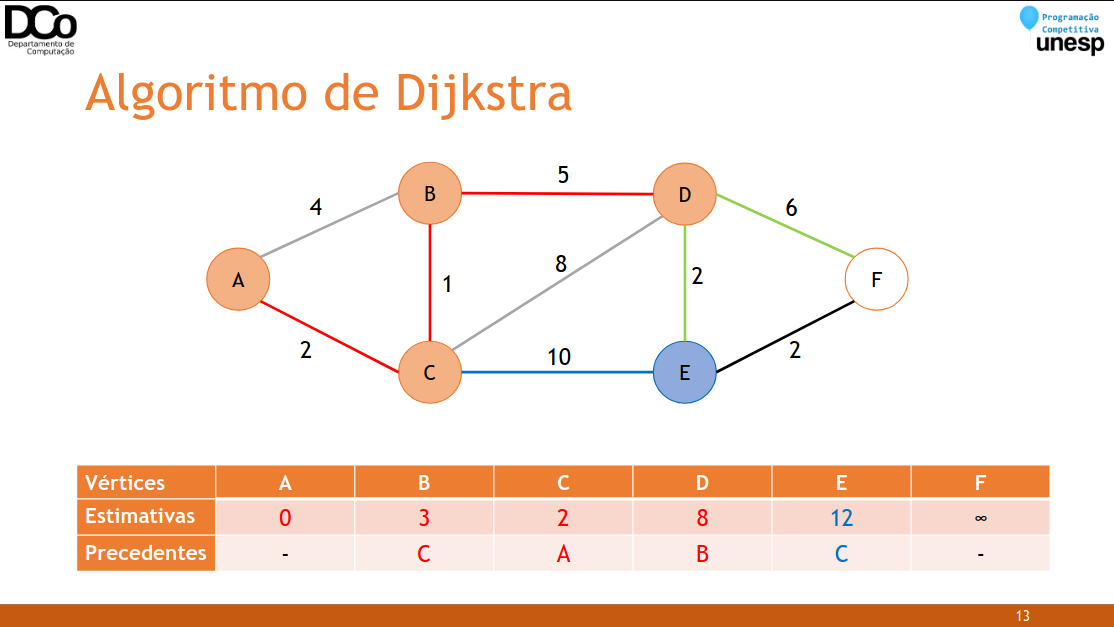 DCo
Departamento de
Computação
Programação
Competitiva
unesp
Algoritmo de Dijkstra
5
B
D
4
6
8
1
2
A
F
2
10
2
C
E
Vértices A B C D E F
Estimativas 0 3 2 8 12 ∞
Precedentes - C A B C -
13